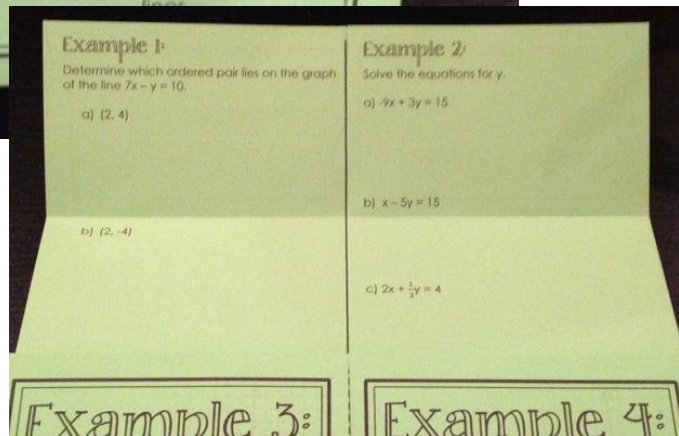 Example 1:
Determine which ordered pair lies on the graph
of the line 7x – y = 10.
a) (2, 4)
b) (2, -4)
Example 2:
Solve the equations for y.
a) -9x + 3y = 15
b) x – 5y = 15
c) 2x + 1/3y = 4
Example 3:
Example 4: